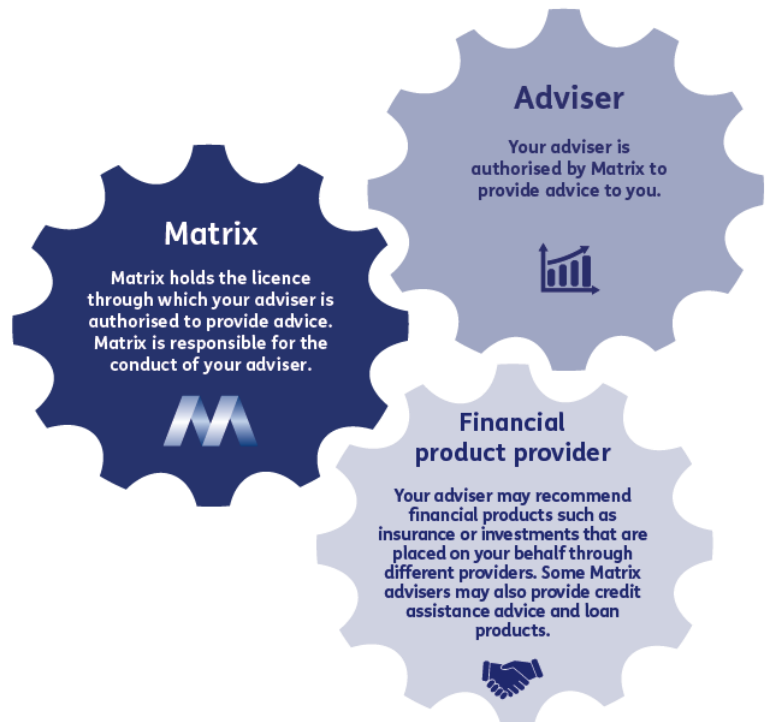 Adviser
Your adviser is
authorised by Matrix to
provide advice to you.
Matrix
Matrix holds the licence
through which your adviser is
authorised to provide advice.
Matrix is responsible for the
conduct of your adviser.
Financial
product provider
Your adviser may recommend
financial products such as
insurance or investments that are
placed on your behalf through
different providers. Some Matrix
advisers may also provide credit
assistance advice and loan
products.